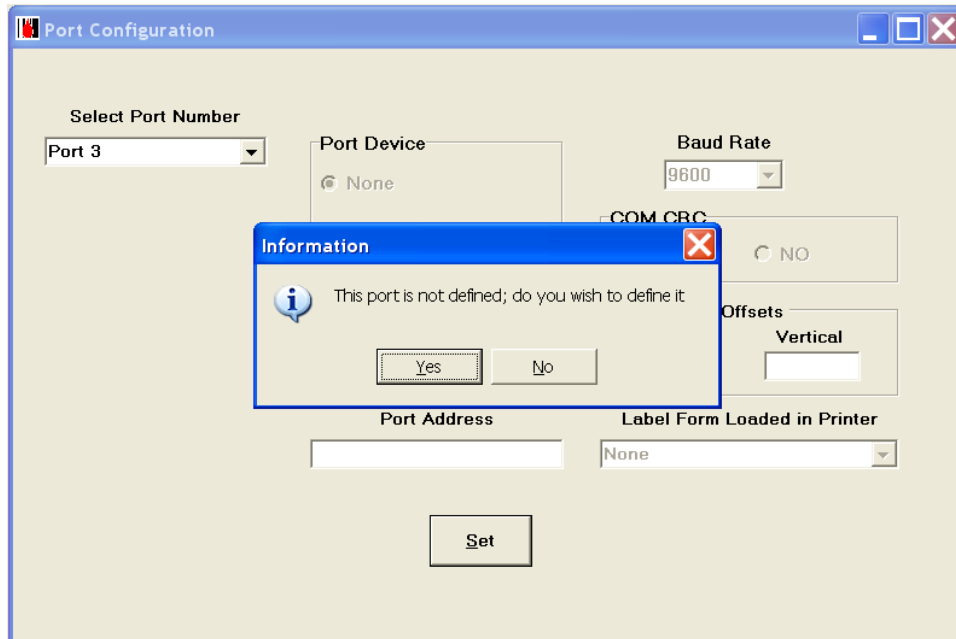 Port Configuration
Select Port Number
Port 3
Port Device
None
Baud Rate
9600
COM CRC
NO
Information
This port is not defined; do you wish to define it
Yes
No
Offsets
Vertical
Port Address
Label Form Loaded in Printer
None
Set